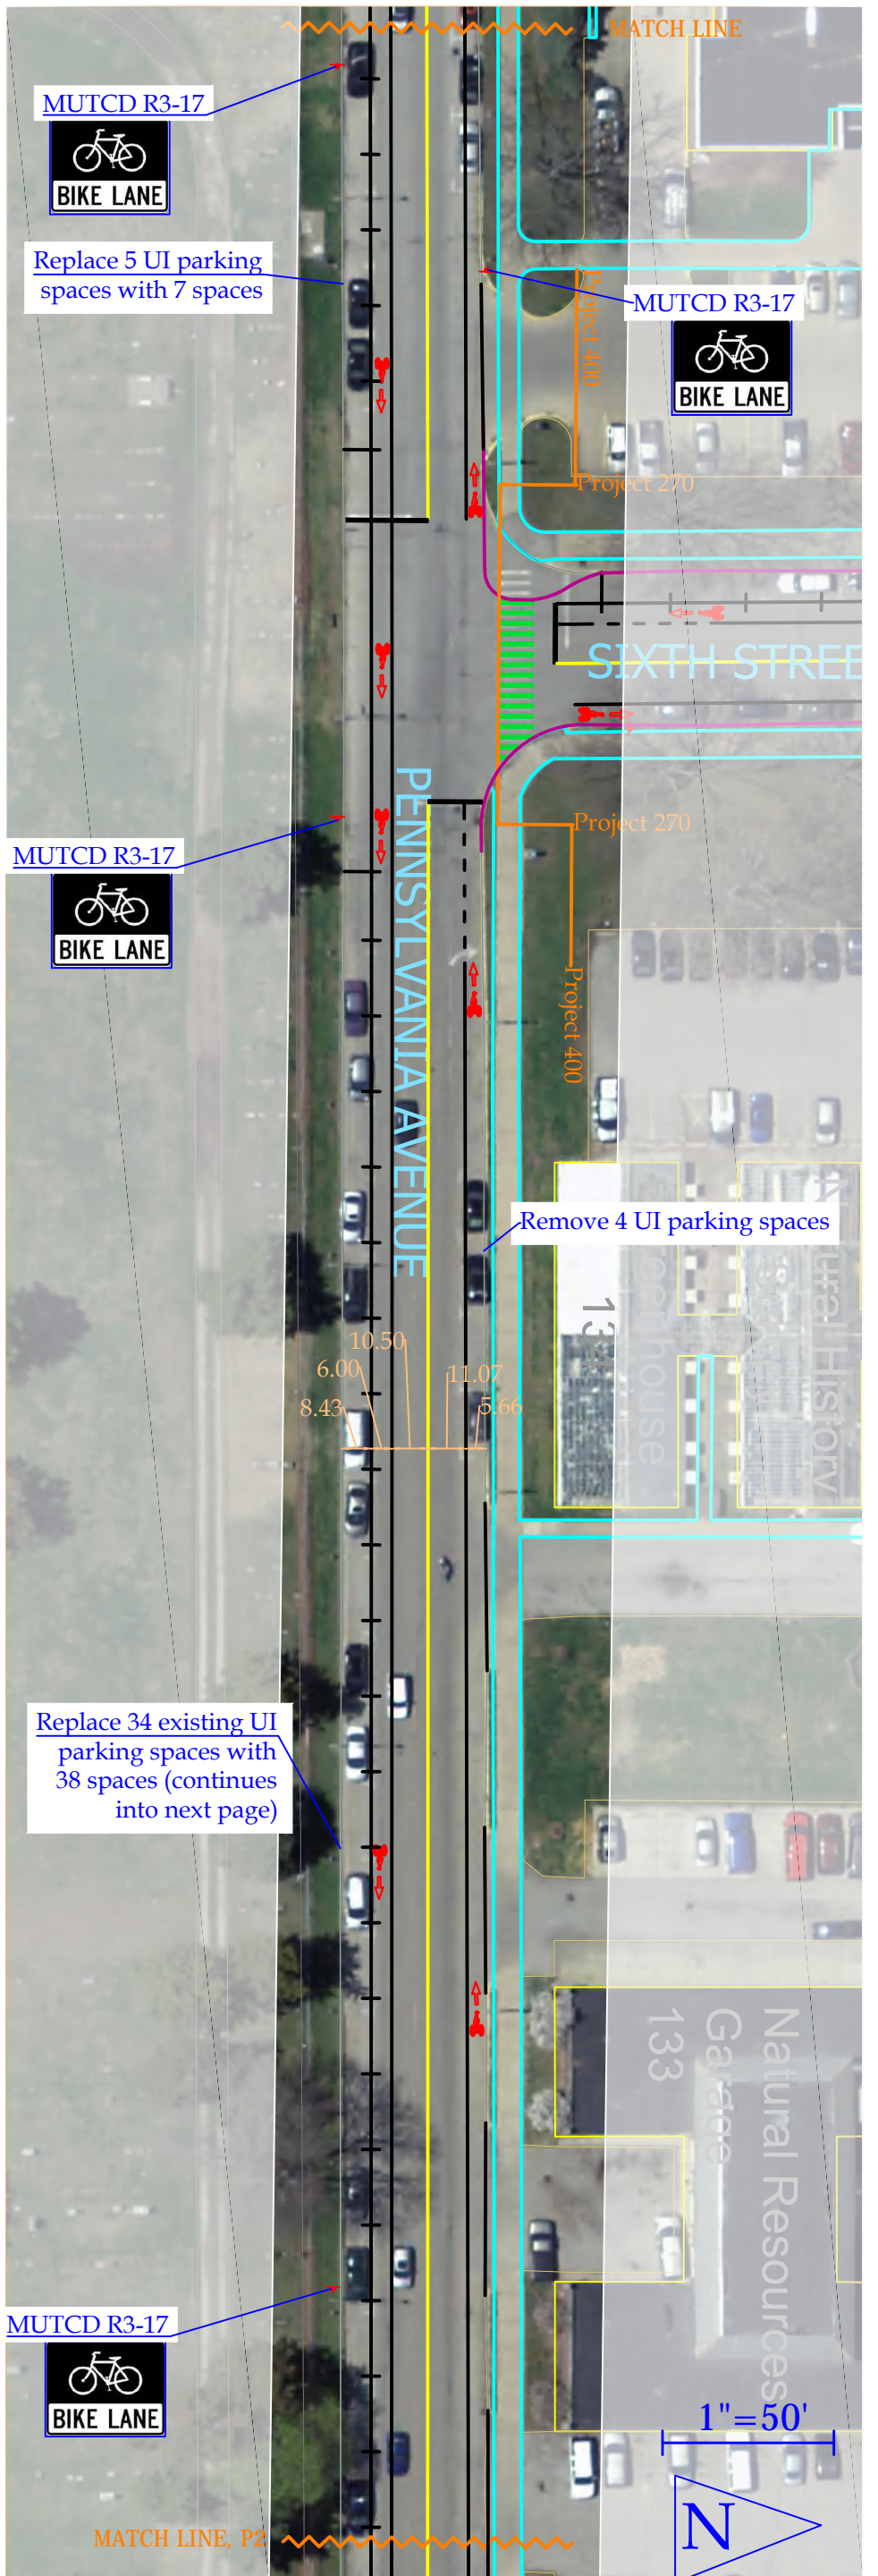 MATCH LINE
MUTCD R3-17
BIKE LANE
Replace 5 UI parking
spaces with 7 spaces
MUTCD R3-17
BIKE LANE
Project 400
Project 270
SIXTH STREE
PENNSYLVANIA AVENUE
MUTCD R3-17
BIKE LANE
Project 270
Project 400
Remove 4 UI parking spaces
10.50
6.00
11.07
8.43
5.66
Natural Resources
Garage
133
Replace 34 existing UI
parking spaces with
38 spaces (continues
into next page)
MUTCD R3-17
BIKE LANE
1"=50'
N
MATCH LINE, P2